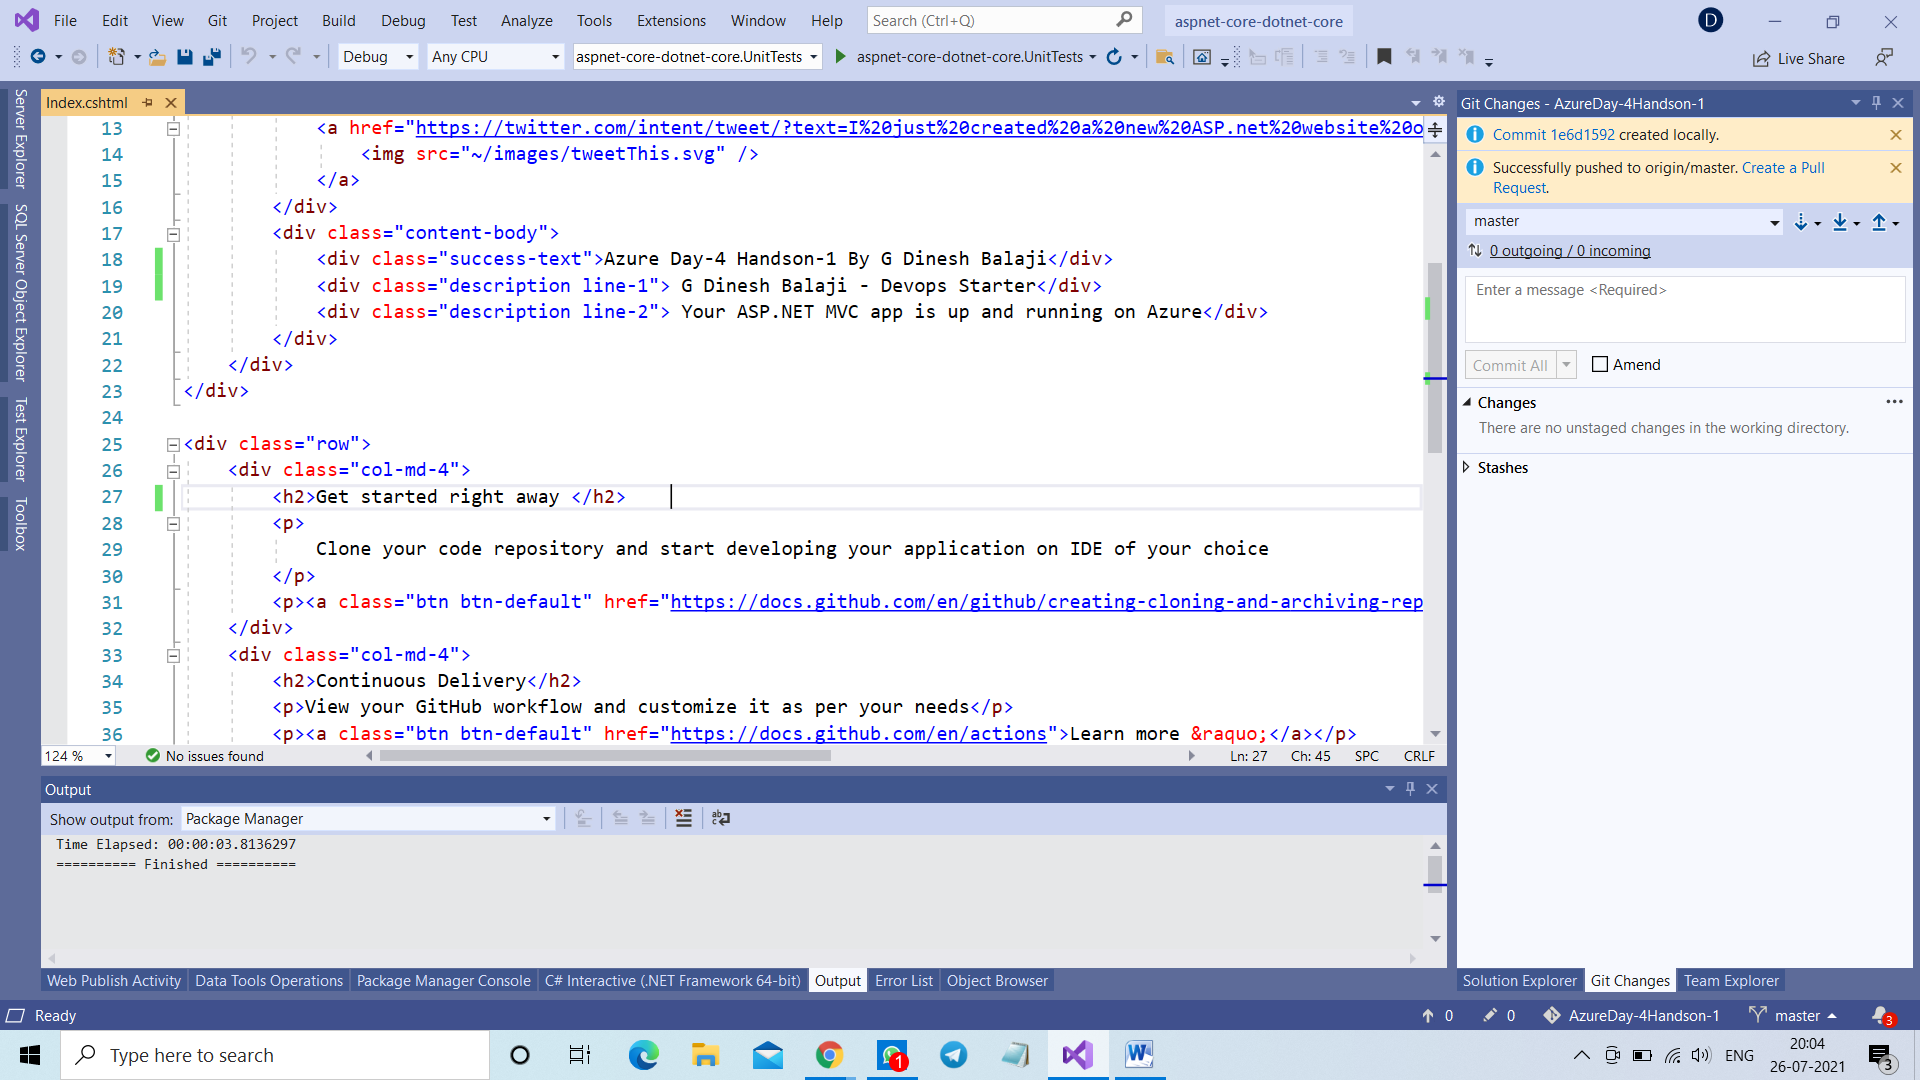 File Edit View Git Project Build Debug Test Analyze Tools Extensions Window Help Search (Ctrl+Q) aspnet-core-dotnet-core D
Debug Any CPU aspnet-core-dotnet-core.UnitTests aspnet-core-dotnet-core.UnitTests Live Share
Server Explorer
SQL Server Object Explorer
Test Explorer
Toolbox
Index.cshtml
13 <a href="https://twitter.com/intent/tweet/?text=I%20just%20created%20a%20new%20ASP.net%20website%20o
14 <img src="~/images/tweetThis.svg" />
15 </a>
16 </div>
17 <div class="content-body">
18 <div class="success-text">Azure Day-4 Handson-1 By G Dinesh Balaji</div>
19 <div class="description line-1"> G Dinesh Balaji - Devops Starter</div>
20 <div class="description line-2"> Your ASP.NET MVC app is up and running on Azure</div>
21 </div>
22 </div>
23 </div>
24
25 <div class="row">
26 <div class="col-md-4">
27 <h2>Get started right away </h2>
28 <p>
29 Clone your code repository and start developing your application on IDE of your choice
30 </p>
31 <p><a class="btn btn-default" href="https://docs.github.com/en/github/creating-cloning-and-archiving-rep
32 </div>
33 <div class="col-md-4">
34 <h2>Continuous Delivery</h2>
35 <p>View your GitHub workflow and customize it as per your needs</p>
36 <p><a class="btn btn-default" href="https://docs.github.com/en/actions">Learn more &raquo;</a></p>
124 % No issues found Ln: 27 Ch: 45 SPC CRLF
Output
Show output from: Package Manager
Time Elapsed: 00:00:03.8136297
========== Finished ==========
Web Publish Activity Data Tools Operations Package Manager Console C# Interactive (.NET Framework 64-bit) Output Error List Object Browser
Git Changes - AzureDay-4Handson-1
Commit 1e6d1592 created locally.
Successfully pushed to origin/master. Create a Pull
Request.
master
0 outgoing / 0 incoming
Enter a message <Required>
Commit All Amend
Changes
There are no unstaged changes in the working directory.
Stashes
Solution Explorer Git Changes Team Explorer
Ready 0 0 AzureDay-4Handson-1 master 3
Type here to search 1 ENG 20:04
26-07-2021 3